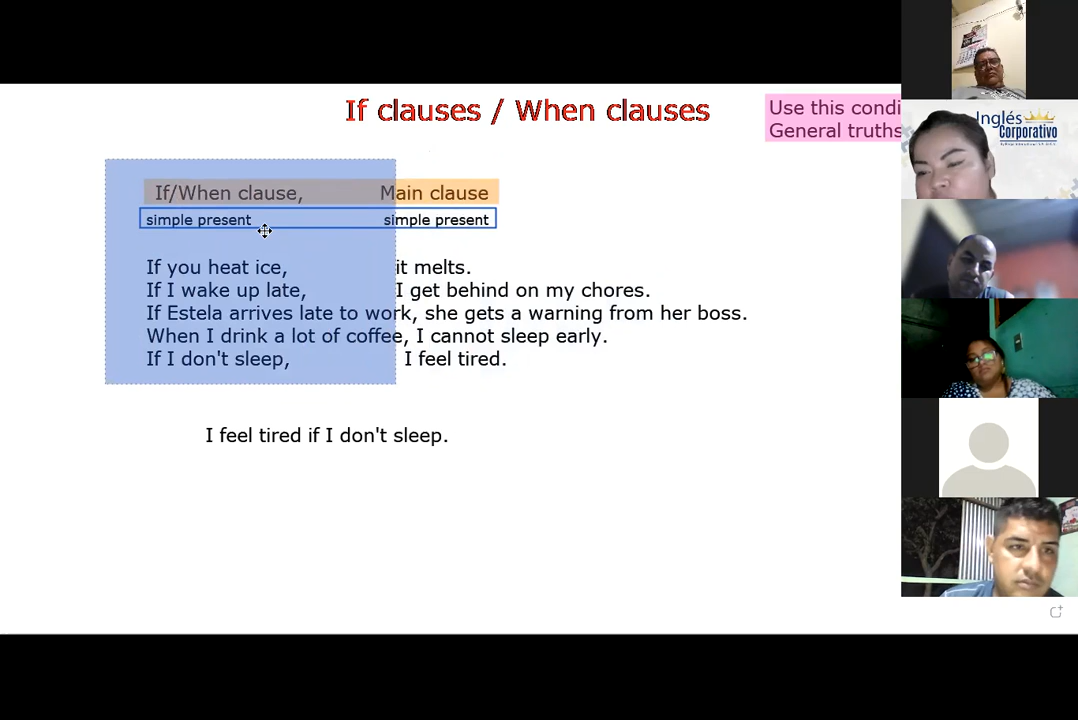 If clauses / When clauses
Use this condi
General truths
If/When clause, Main clause
simple present simple present
If you heat ice, it melts.
If I wake up late, I get behind on my chores.
If Estela arrives late to work, she gets a warning from her boss.
When I drink a lot of coffee, I cannot sleep early.
If I don't sleep, I feel tired.
I feel tired if I don't sleep.
Inglés
Corporativo